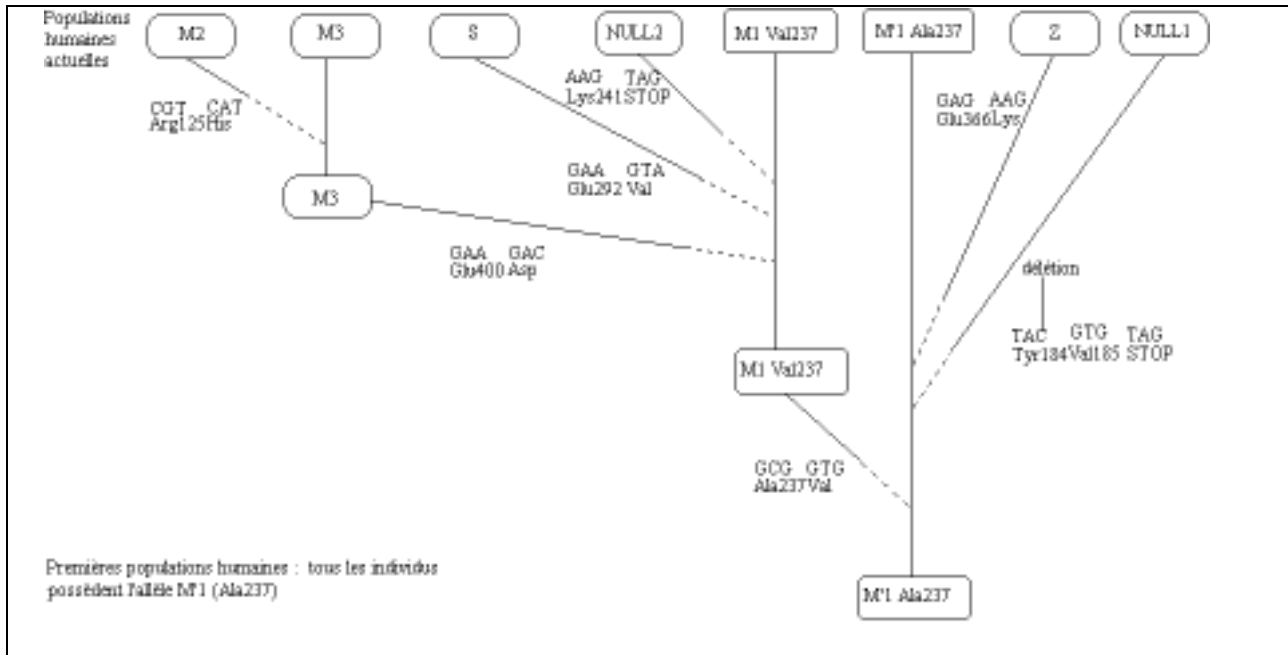 Populations
humaines
actuelles
M2
M3
S
NULL2
M1 Val237
M'1 Ala237
Z
NULL1
AAG TAG
Lys241STOP
GAG AAG
Glu366Lys
CGT CAT
Arg125His
GAA GTA
Glu292 Val
M3
GAA GAC
Glu400 Asp
délétion
TAC GTG TAG
Tyr184Val185 STOP
M1 Val237
GCG GTG
Ala237Val
Premières populations humaines : tous les individus
possèdent l'allèle M'1 (Ala237)
M'1 Ala237